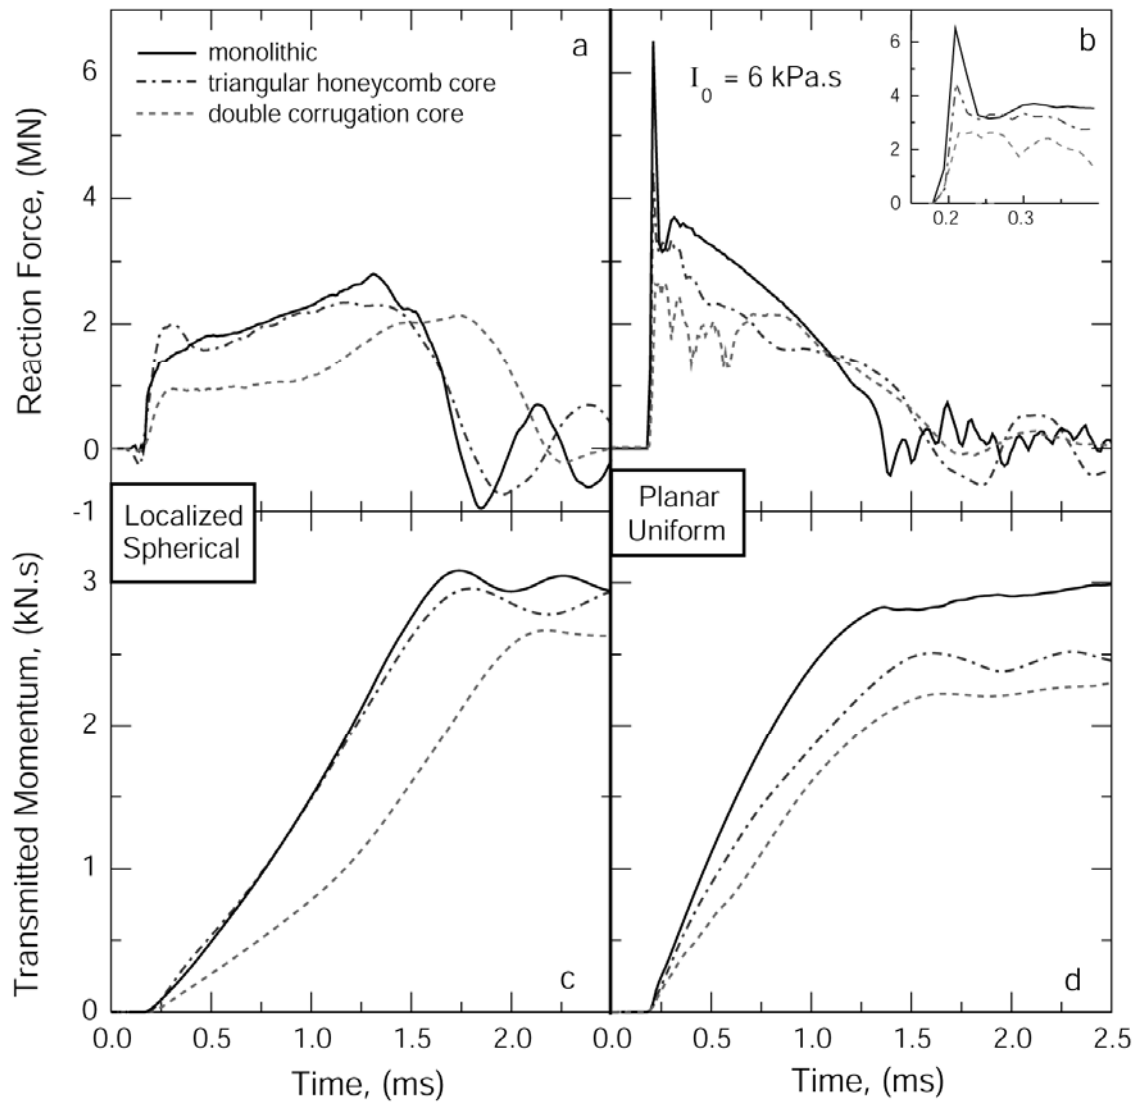 a
monolithic
triangular honeycomb core
double corrugation core
6
4
2
0
-1
Reaction Force, (MN)
b
I0 = 6 kPa.s
6
4
2
0
0.2
0.3
Localized
Spherical
Planar
Uniform
3
2
1
0
Transmitted Momentum, (kN.s)
c
d
0.0
0.5
1.0
1.5
2.0
0.0
0.5
1.0
1.5
2.0
2.5
Time, (ms)
Time, (ms)